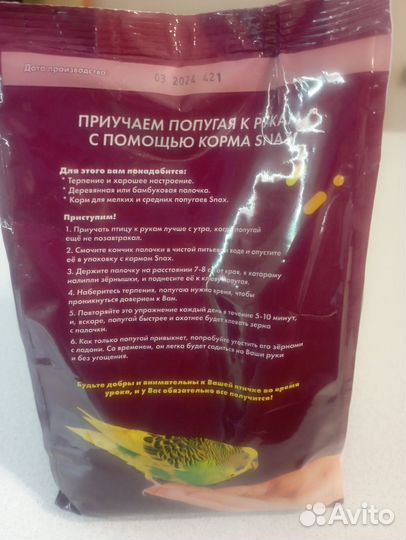 Дата производства:
03 2024 421
ПРИУЧАЕМ ПОПУГАЯ К РУКАМ
С ПОМОЩЬЮ КОРМА SNAX
Для этого вам понадобится:
* Терпение и хорошее настроение.
* Деревянная или бамбуковая палочка.
* Корм для мелких и средних попугаев Snax.
Приступим!
1. Приучать птицу к рукам лучше с утра, когда попугай
ещё не позавтракал.
2. Смочите кончик палочки в чистой питьевой воде и опустите
её в упаковку с кормом Snax.
3. Держите палочку на расстоянии 7-8 см от края, к которому
налипли зёрнышки, и поднесите её к клюву попугая.
4. Наберитесь терпения, попугаю нужно время, чтобы
проникнуться доверием к Вам.
5. Повторяйте это упражнение каждый день в течение 5-10 минут,
и, вскоре, попугай быстрее и охотнее будет клевать зерна
с палочки.
6. Как только попугай привыкнет, попробуйте угостить его зёрнами
с ладони. Со временем, он легко будет садиться на Ваши руки
и без угощения.
Будьте добры и внимательны к Вашей птичке во время
урока, и у Вас обязательно все получится!
Avito